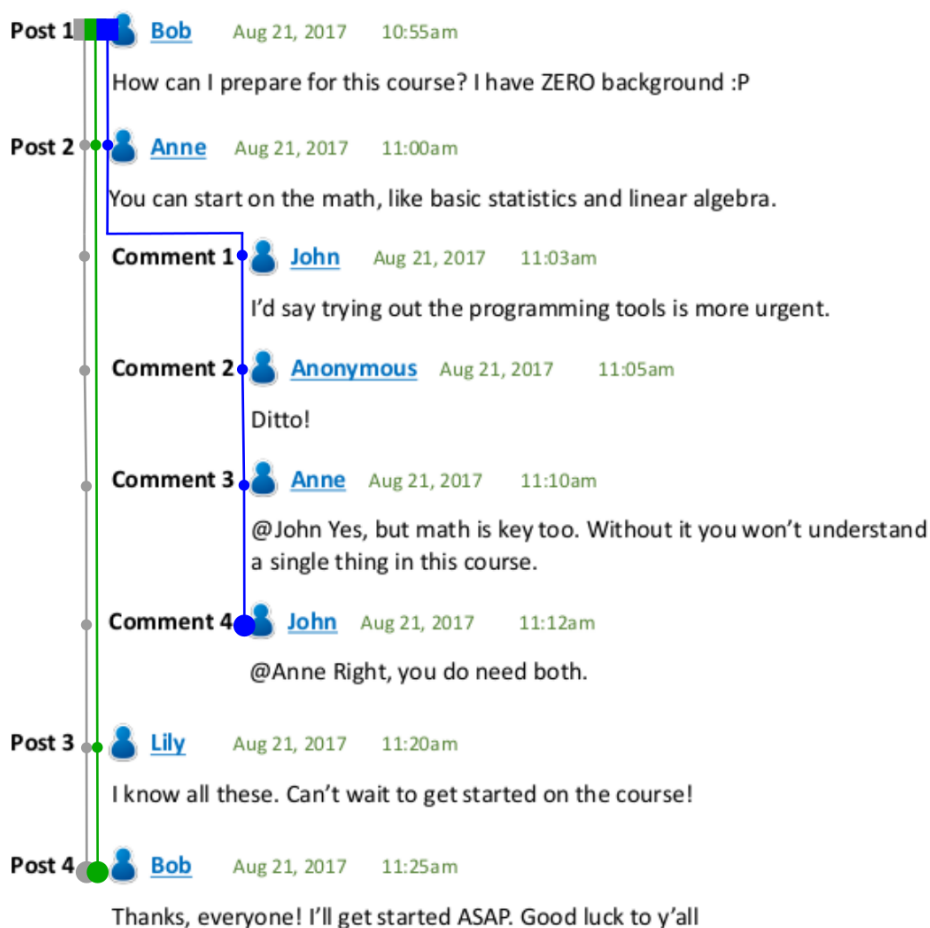 Post 1 Bob Aug 21, 2017 10:55am
How can I prepare for this course? I have ZERO background :P
Post 2 Anne Aug 21, 2017 11:00am
You can start on the math, like basic statistics and linear algebra.
Comment 1 John Aug 21, 2017 11:03am
I’d say trying out the programming tools is more urgent.
Comment 2 Anonymous Aug 21, 2017 11:05am
Ditto!
Comment 3 Anne Aug 21, 2017 11:10am
@John Yes, but math is key too. Without it you won’t understand
a single thing in this course.
Comment 4 John Aug 21, 2017 11:12am
@Anne Right, you do need both.
Post 3 Lily Aug 21, 2017 11:20am
I know all these. Can’t wait to get started on the course!
Post 4 Bob Aug 21, 2017 11:25am
Thanks, everyone! I’ll get started ASAP. Good luck to y’all